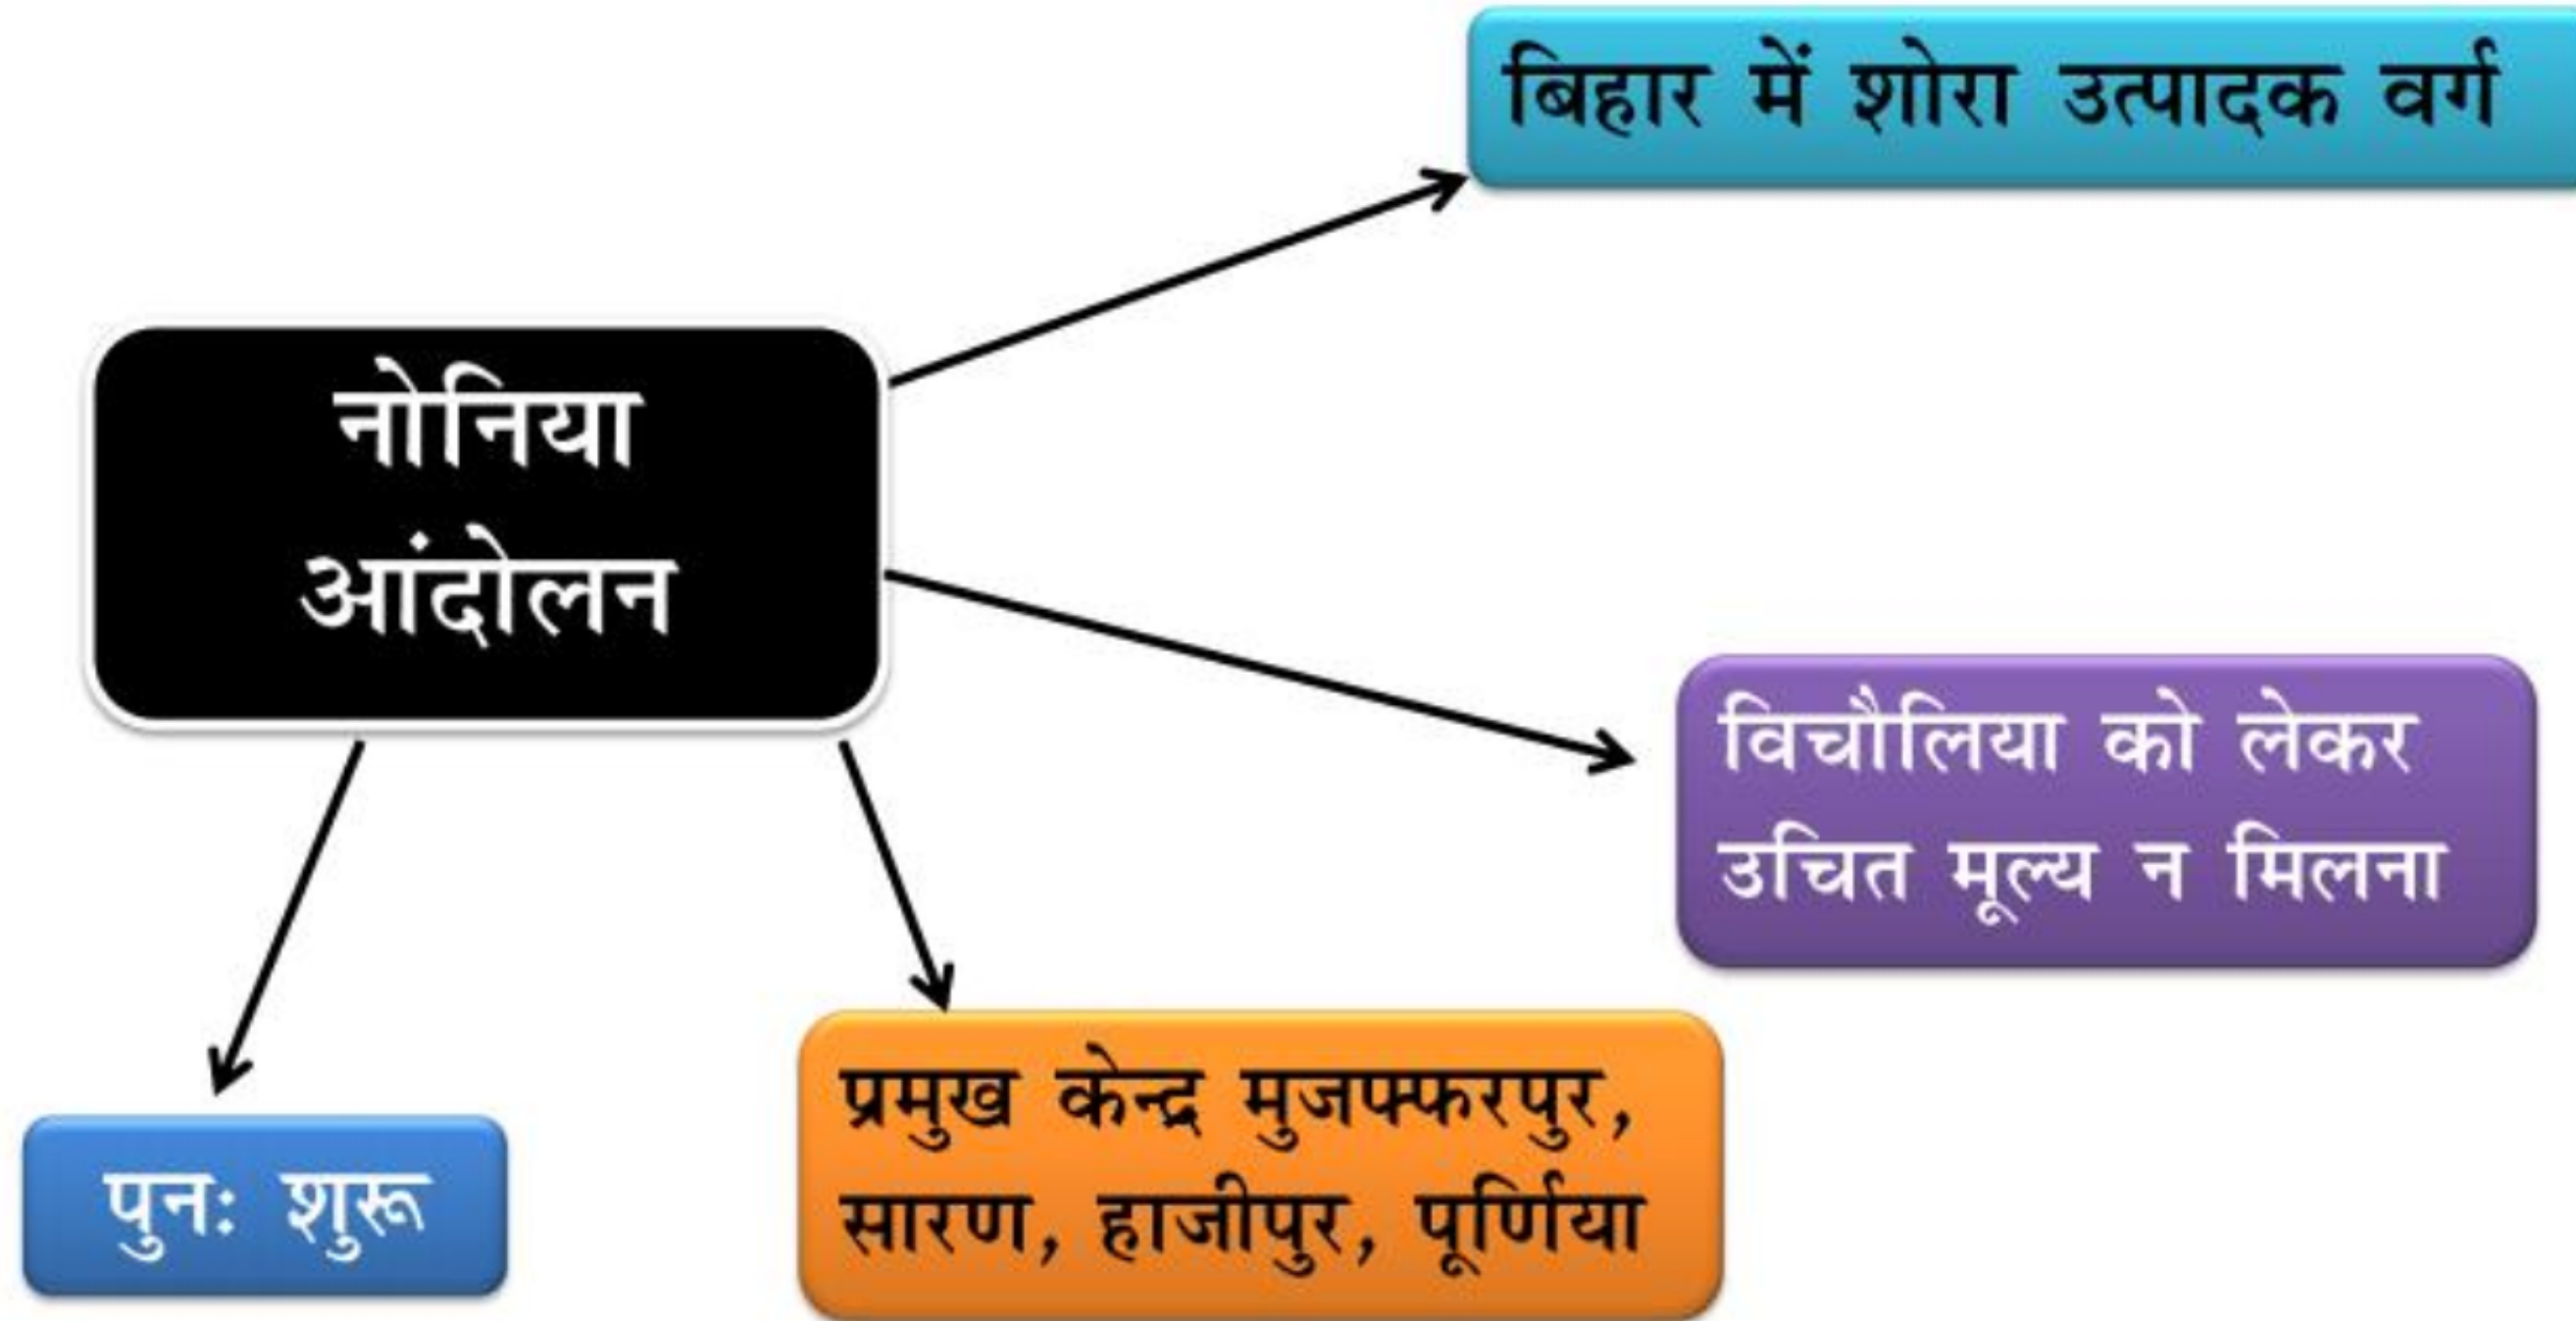 बिहार में शोरा उत्पादक वर्ग
नोनिया
आंदोलन
विचौलिया को लेकर
उचित मूल्य न मिलना
प्रमुख केन्द्र मुजफ्फरपुर,
सारण, हाजीपुर, पूर्णिया
पुनः शुरू